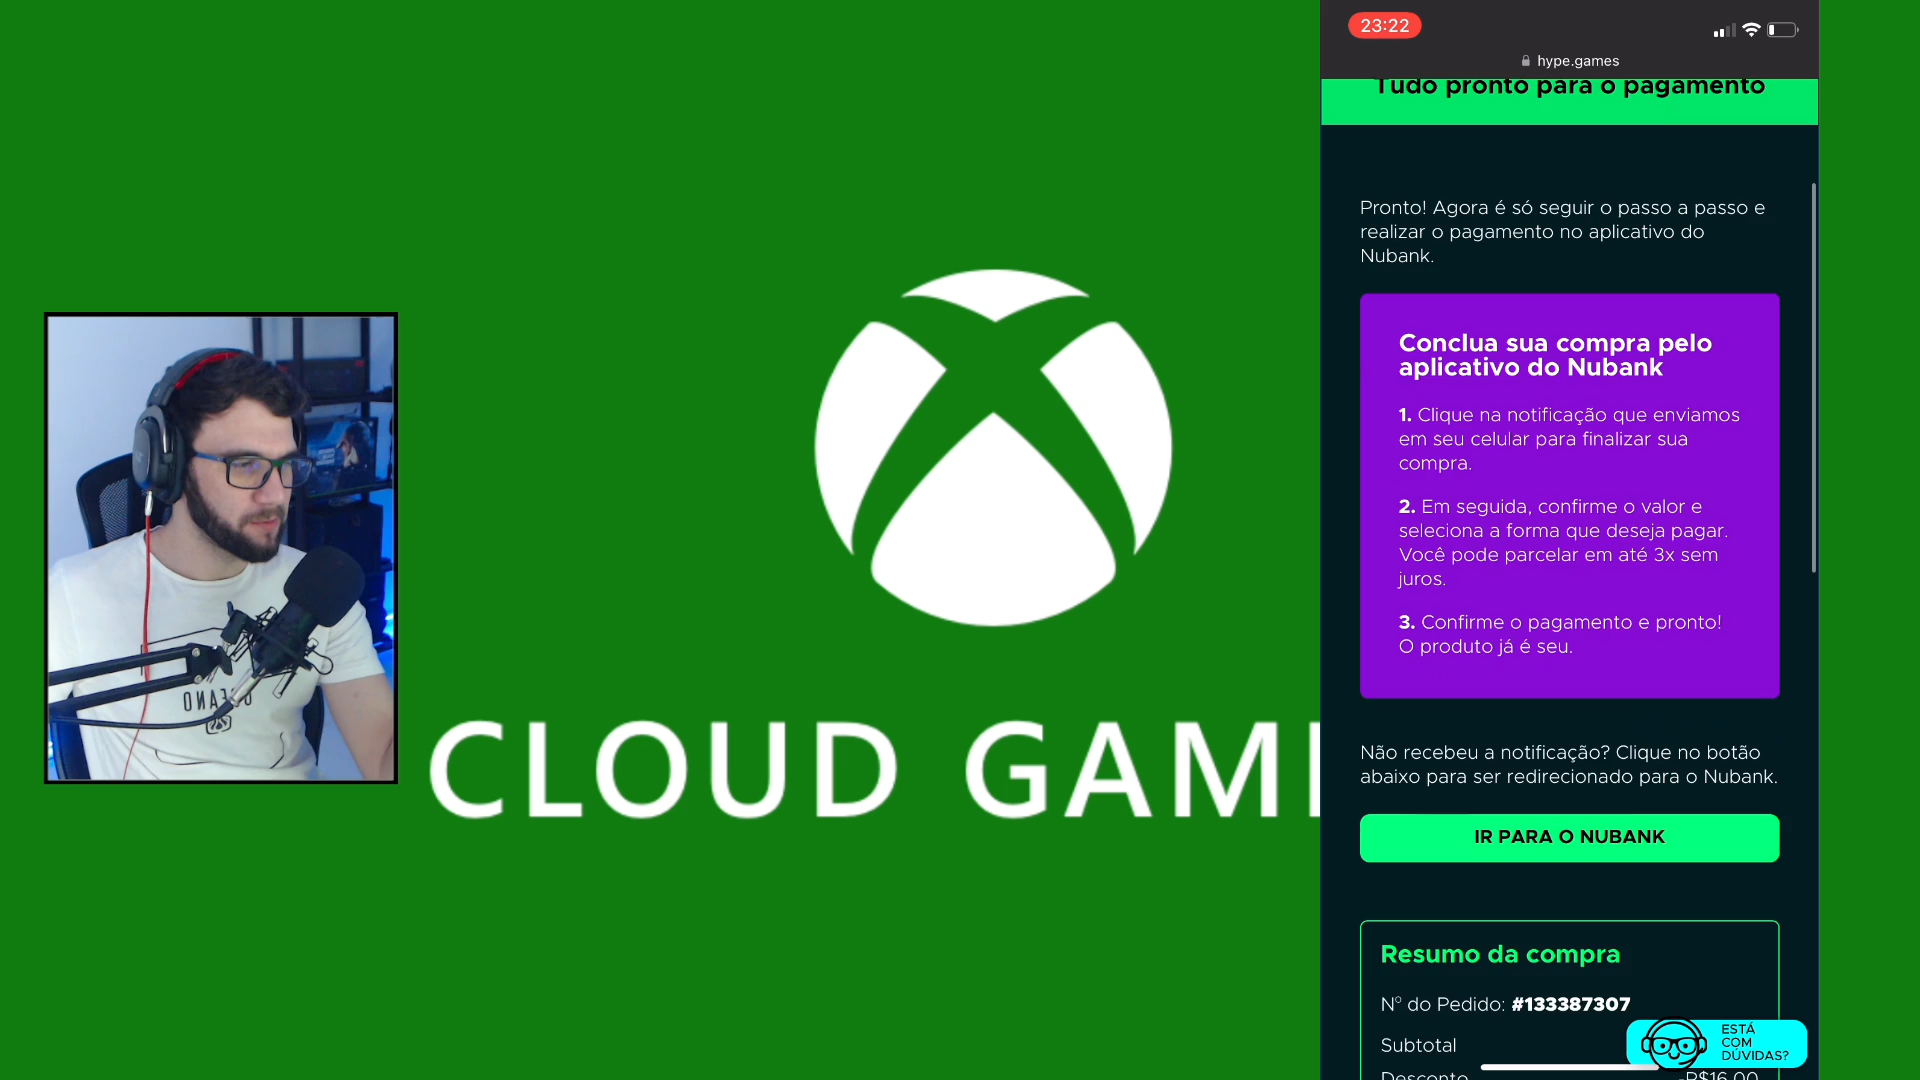 23:22
hype.games
Tudo pronto para o pagamento
Pronto! Agora é só seguir o passo a passo e
realizar o pagamento no aplicativo do
Nubank.
Conclua sua compra pelo
aplicativo do Nubank
1. Clique na notificação que enviamos
em seu celular para finalizar sua
compra.
2. Em seguida, confirme o valor e
seleciona a forma que deseja pagar.
Você pode parcelar em até 3x sem
juros.
3. Confirme o pagamento e pronto!
O produto já é seu.
Não recebeu a notificação? Clique no botão
abaixo para ser redirecionado para o Nubank.
IR PARA O NUBANK
Resumo da compra
Nº do Pedido: #133387307
Subtotal
Desconto -R$16,00
ESTÁ
COM
DÚVIDAS?
CLOUD GAMI